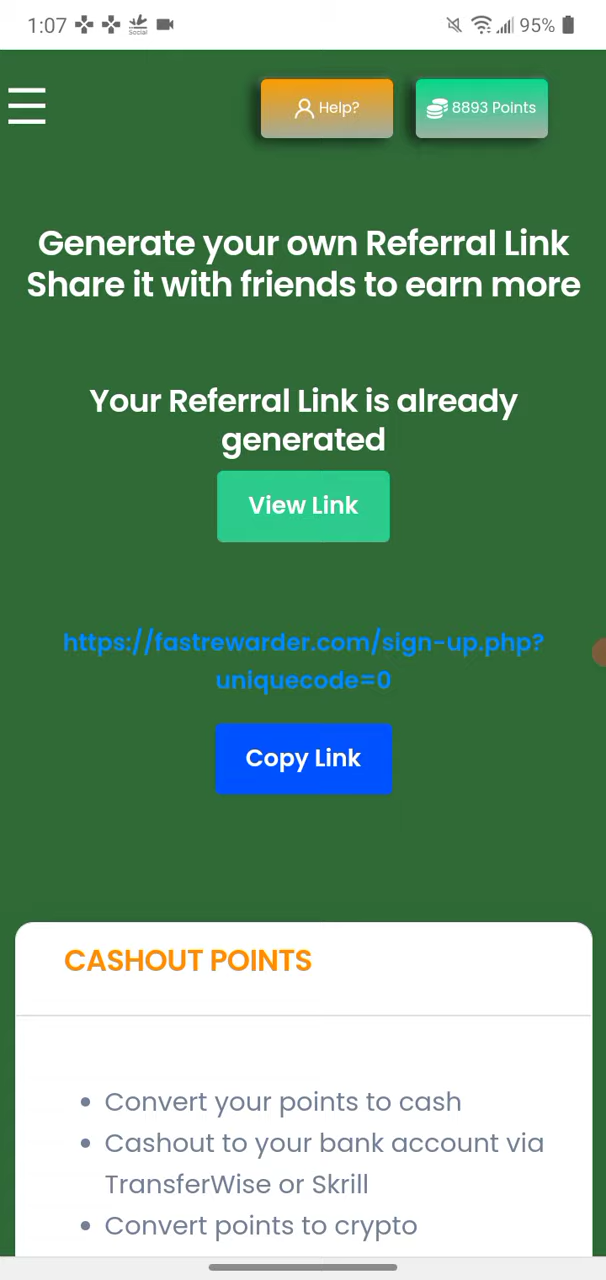 1:07 Social 95%
Help? 8893 Points
Generate your own Referral Link
Share it with friends to earn more
Your Referral Link is already
generated
View Link
https://fastrewarder.com/sign-up.php?
uniquecode=0
Copy Link
CASHOUT POINTS
Convert your points to cash
Cashout to your bank account via
TransferWise or Skrill
Convert points to crypto